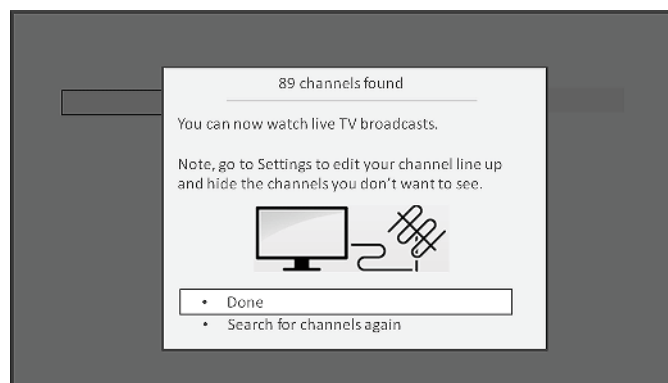 89 channels found
You can now watch live TV broadcasts.
Note, go to Settings to edit your channel line up
and hide the channels you don’t want to see.
• Done
• Search for channels again